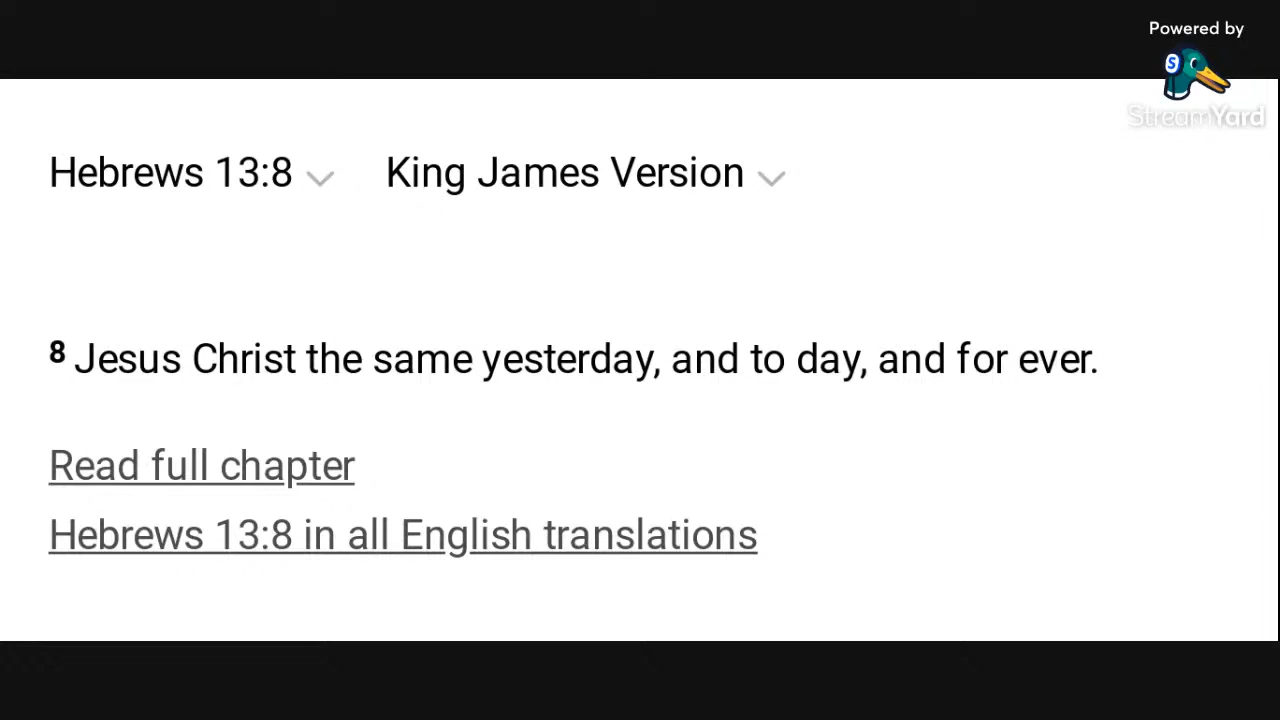 Powered by
S
StreamYard
Hebrews 13:8 King James Version
8 Jesus Christ the same yesterday, and to day, and for ever.
Read full chapter
Hebrews 13:8 in all English translations